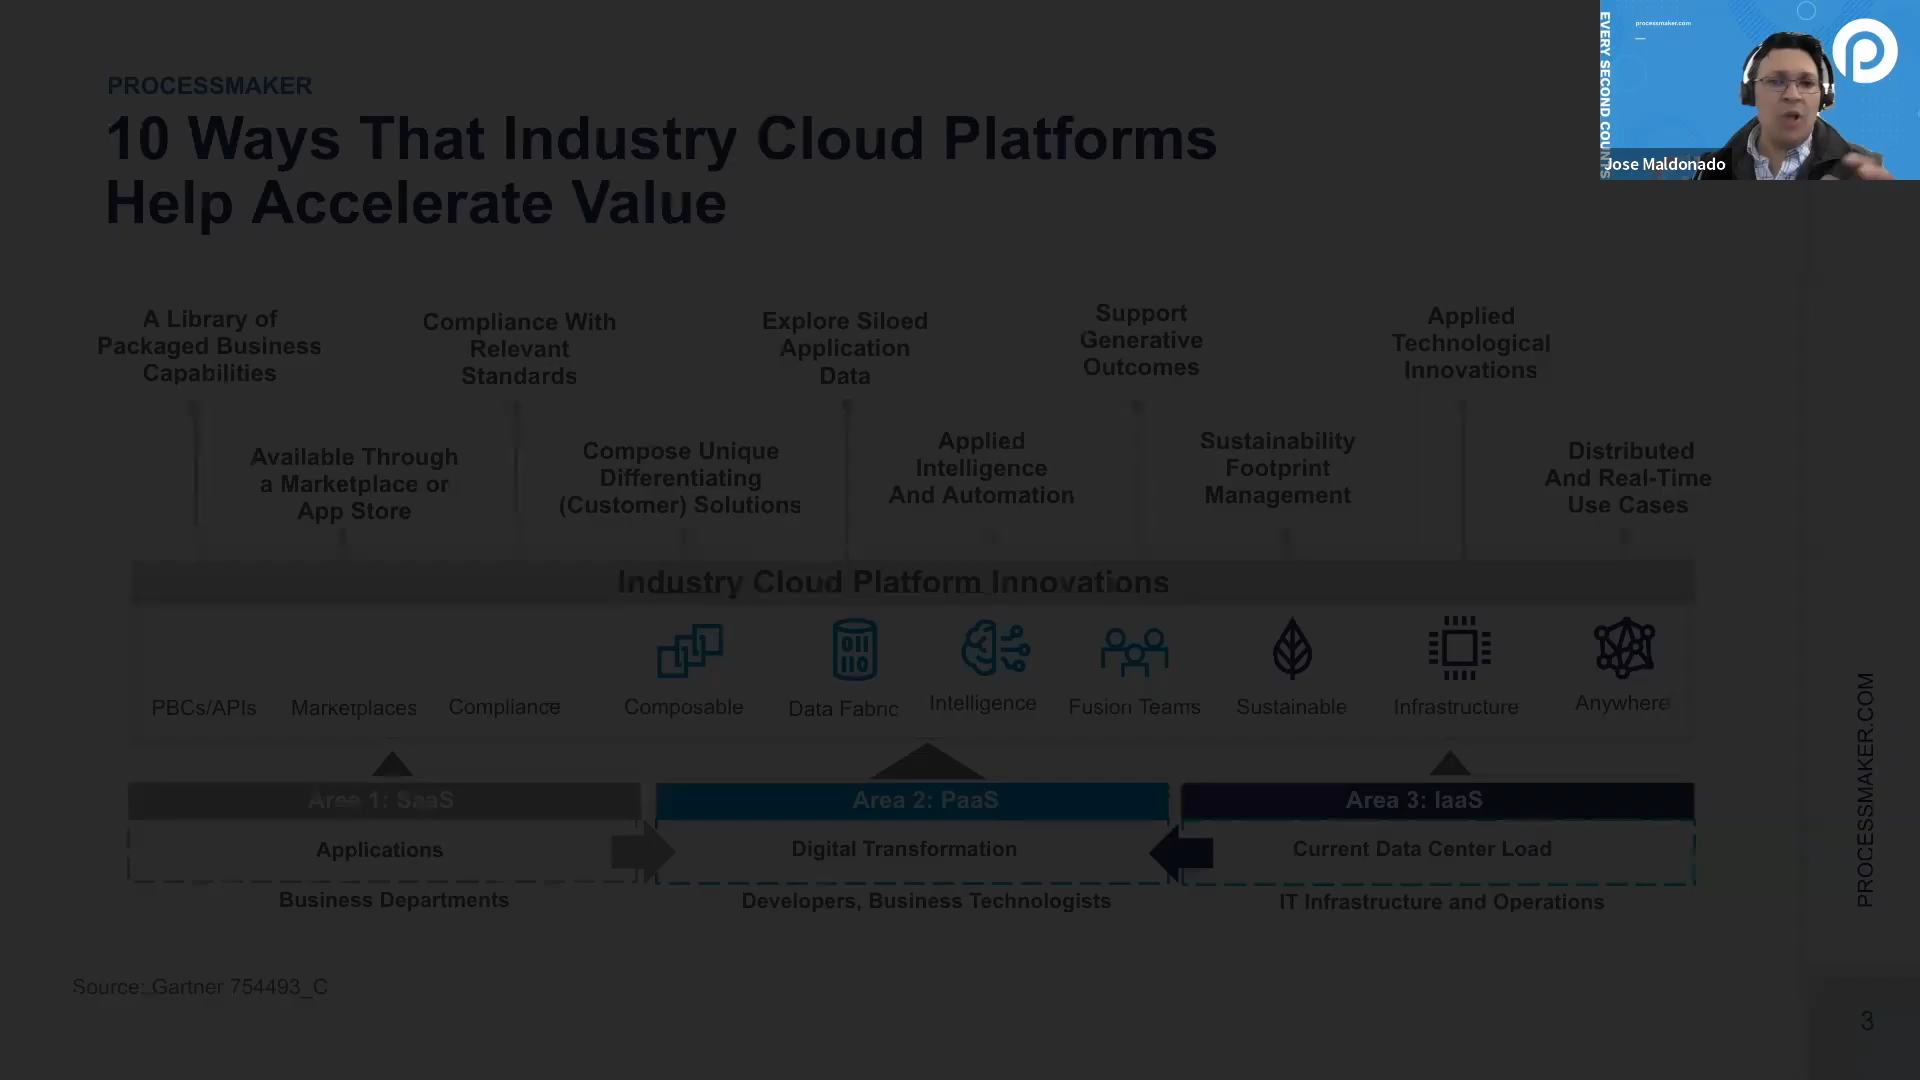 processmaker.com
EVERY SECOND COUNTS
Jose Maldonado
PROCESSMAKER
10 Ways That Industry Cloud Platforms
Help Accelerate Value
A Library of
Packaged Business
Capabilities
Compliance With
Relevant
Standards
Explore Siloed
Application
Data
Support
Generative
Outcomes
Applied
Technological
Innovations
Available Through
a Marketplace or
App Store
Compose Unique
Differentiating
(Customer) Solutions
Applied
Intelligence
And Automation
Sustainability
Footprint
Management
Distributed
And Real-Time
Use Cases
Industry Cloud Platform Innovations
PBCs/APIs
Marketplaces
Compliance
Composable
Data Fabric
Intelligence
Fusion Teams
Sustainable
Infrastructure
Anywhere
Area 1: SaaS
Area 2: PaaS
Area 3: IaaS
Applications
Digital Transformation
Current Data Center Load
Business Departments
Developers, Business Technologists
IT Infrastructure and Operations
PROCESSMAKER.COM
Source: Gartner 754493_C
3